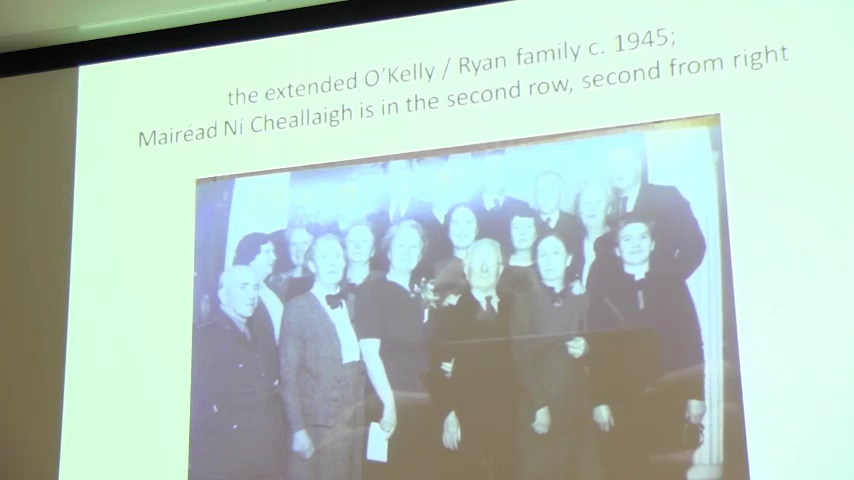 the extended O'Kelly / Ryan family c. 1945;
Mairéad Ní Cheallaigh is in the second row, second from right